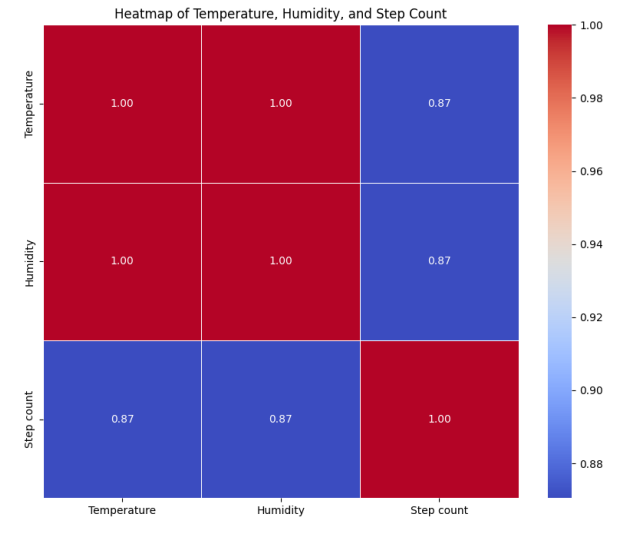 Heatmap of Temperature, Humidity, and Step Count
Temperature
1.00
1.00
0.87
Humidity
1.00
1.00
0.87
Step count
0.87
0.87
1.00
Temperature
Humidity
Step count
1.00
0.98
0.96
0.94
0.92
0.90
0.88